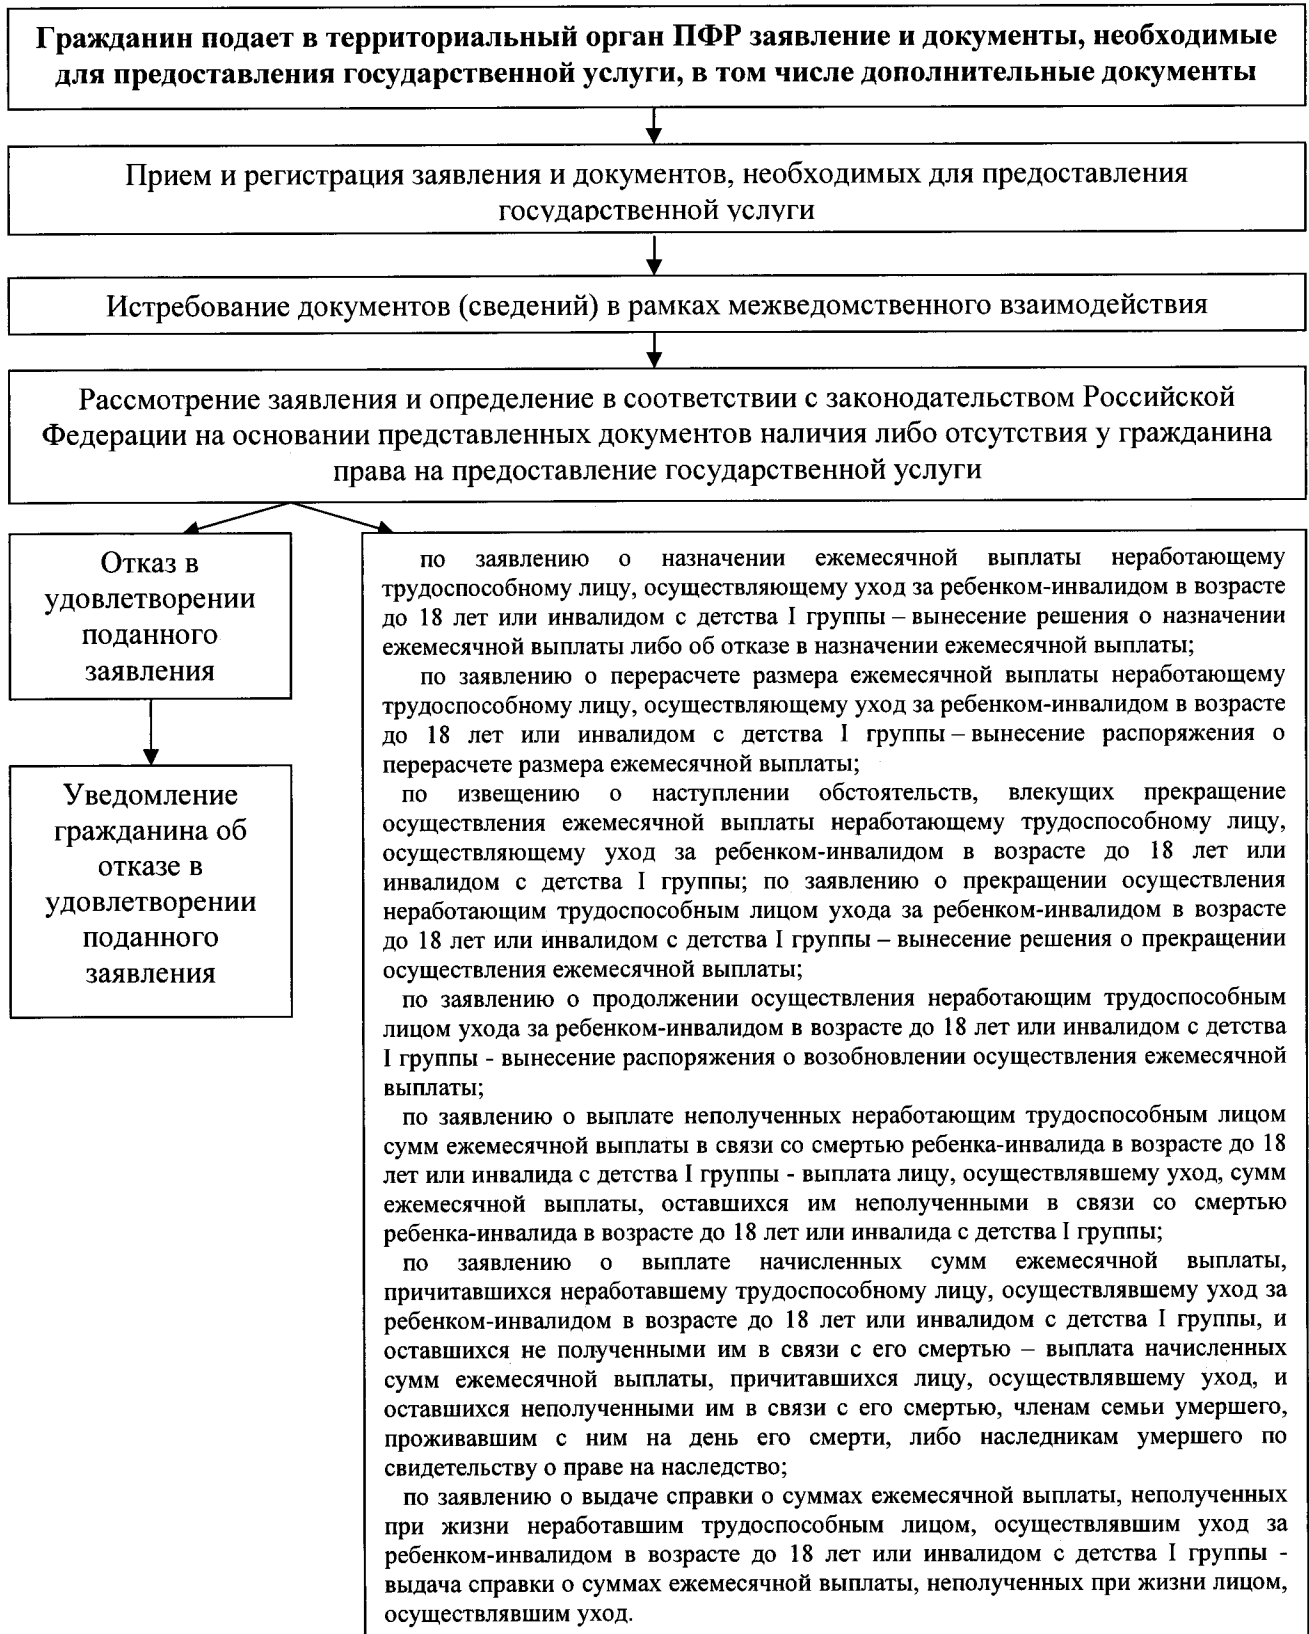 Гражданин подает в территориальный орган ПФР заявление и документы, необходимые
для предоставления государственной услуги, в том числе дополнительные документы
Прием и регистрация заявления и документов, необходимых для предоставления
государственной услуги
Истребование документов (сведений) в рамках межведомственного взаимодействия
Рассмотрение заявления и определение в соответствии с законодательством Российской
Федерации на основании представленных документов наличия либо отсутствия у гражданина
права на предоставление государственной услуги
Отказ в
удовлетворении
поданного
заявления
Уведомление
гражданина об
отказе в
удовлетворении
поданного
заявления
по заявлению о назначении ежемесячной выплаты неработающему
трудоспособному лицу, осуществляющему уход за ребенком-инвалидом в возрасте
до 18 лет или инвалидом с детства I группы – вынесение решения о назначении
ежемесячной выплаты либо об отказе в назначении ежемесячной выплаты;
по заявлению о перерасчете размера ежемесячной выплаты неработающему
трудоспособному лицу, осуществляющему уход за ребенком-инвалидом в возрасте
до 18 лет или инвалидом с детства I группы – вынесение распоряжения о
перерасчете размера ежемесячной выплаты;
по извещению о наступлении обстоятельств, влекущих прекращение
осуществления ежемесячной выплаты неработающему трудоспособному лицу,
осуществляющему уход за ребенком-инвалидом в возрасте до 18 лет или
инвалидом с детства I группы; по заявлению о прекращении осуществления
неработающим трудоспособным лицом ухода за ребенком-инвалидом в возрасте
до 18 лет или инвалидом с детства I группы – вынесение решения о прекращении
осуществления ежемесячной выплаты;
по заявлению о продолжении осуществления неработающим трудоспособным
лицом ухода за ребенком-инвалидом в возрасте до 18 лет или инвалидом с детства
I группы - вынесение распоряжения о возобновлении осуществления ежемесячной
выплаты;
по заявлению о выплате неполученных неработающим трудоспособным лицом
сумм ежемесячной выплаты в связи со смертью ребенка-инвалида в возрасте до 18
лет или инвалида с детства I группы - выплата лицу, осуществлявшему уход, сумм
ежемесячной выплаты, оставшихся им неполученными в связи со смертью
ребенка-инвалида в возрасте до 18 лет или инвалида с детства I группы;
по заявлению о выплате начисленных сумм ежемесячной выплаты,
причитавшихся неработавшему трудоспособному лицу, осуществлявшему уход за
ребенком-инвалидом в возрасте до 18 лет или инвалидом с детства I группы, и
оставшихся не полученными им в связи с его смертью – выплата начисленных
сумм ежемесячной выплаты, причитавшихся лицу, осуществлявшему уход, и
оставшихся неполученными им в связи с его смертью, членам семьи умершего,
проживавшим с ним на день его смерти, либо наследникам умершего по
свидетельству о праве на наследство;
по заявлению о выдаче справки о суммах ежемесячной выплаты, неполученных
при жизни неработавшим трудоспособным лицом, осуществлявшим уход за
ребенком-инвалидом в возрасте до 18 лет или инвалидом с детства I группы -
выдача справки о суммах ежемесячной выплаты, неполученных при жизни лицом,
осуществлявшим уход.